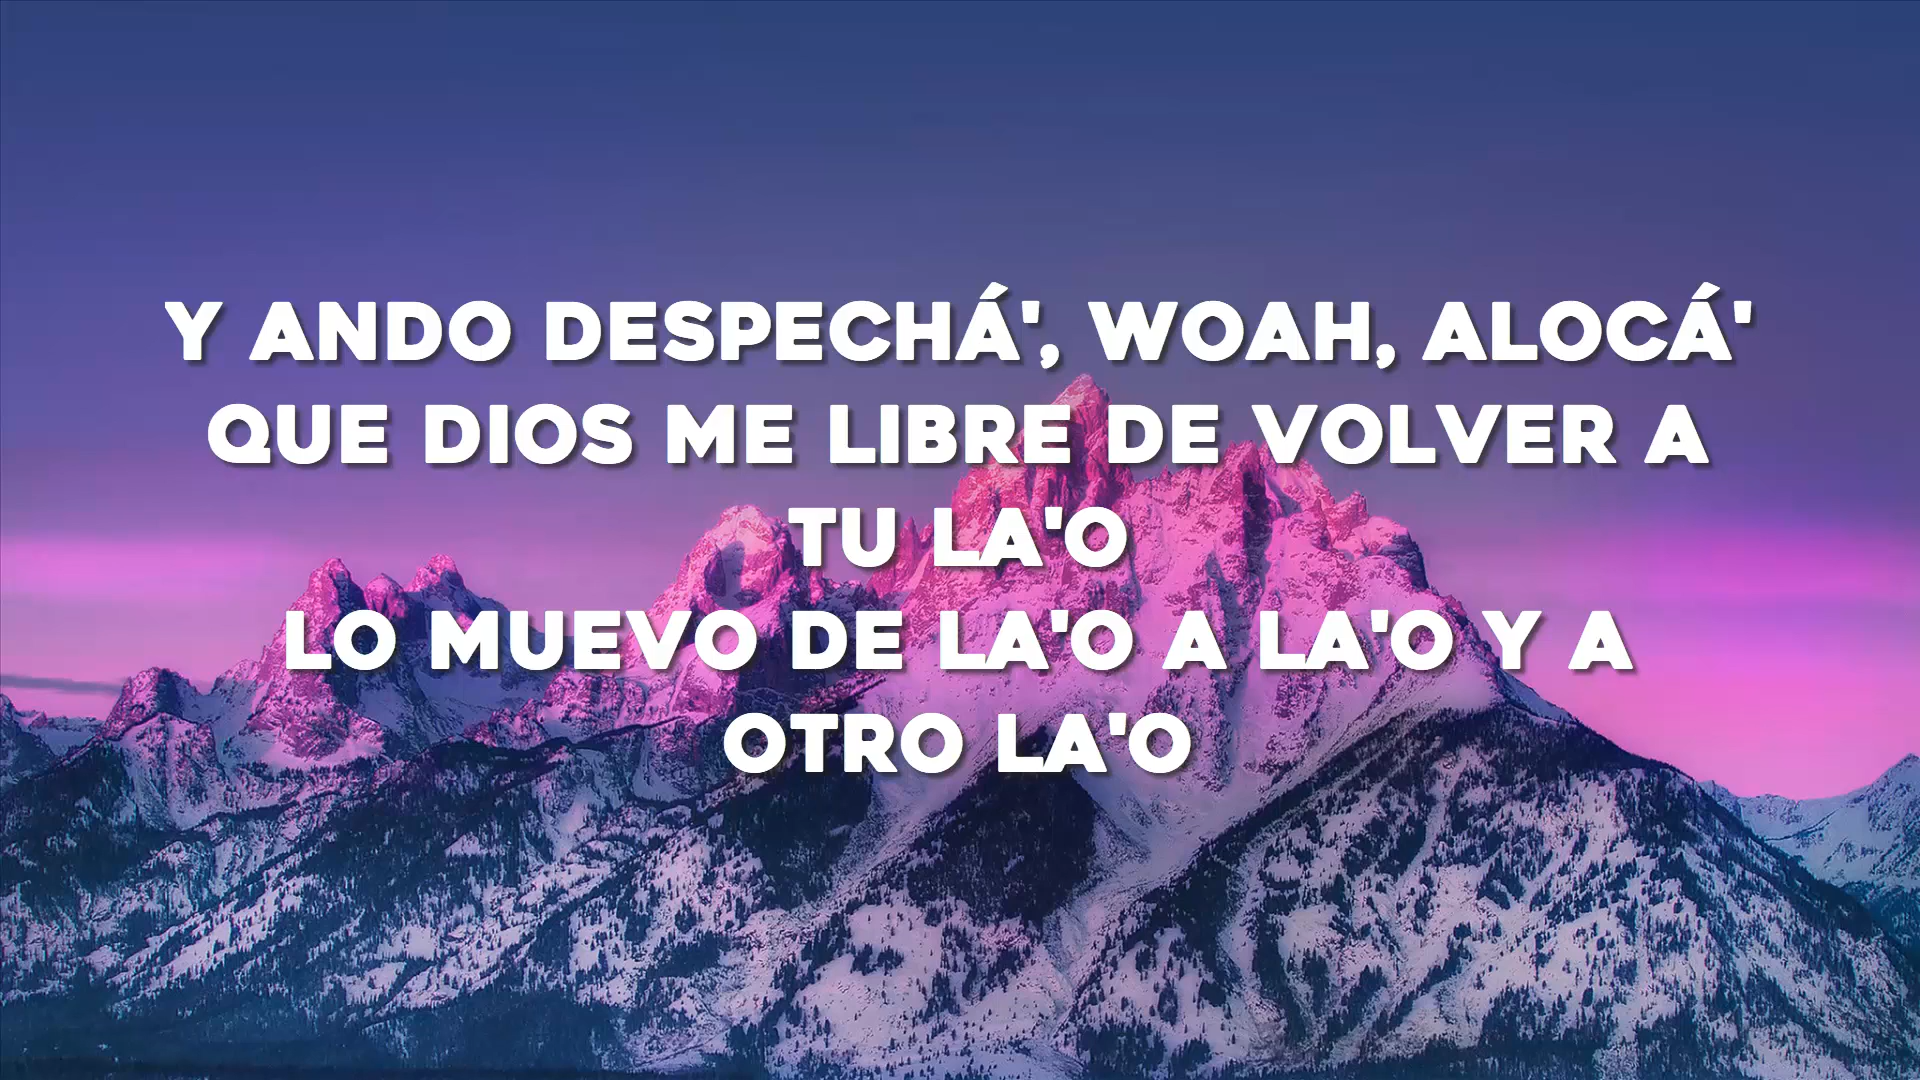 Y ANDO DESPECHÁ', WOAH, ALOCÁ'
QUE DIOS ME LIBRE DE VOLVER A
TU LA'O
LO MUEVO DE LA'O A LA'O Y A
OTRO LA'O